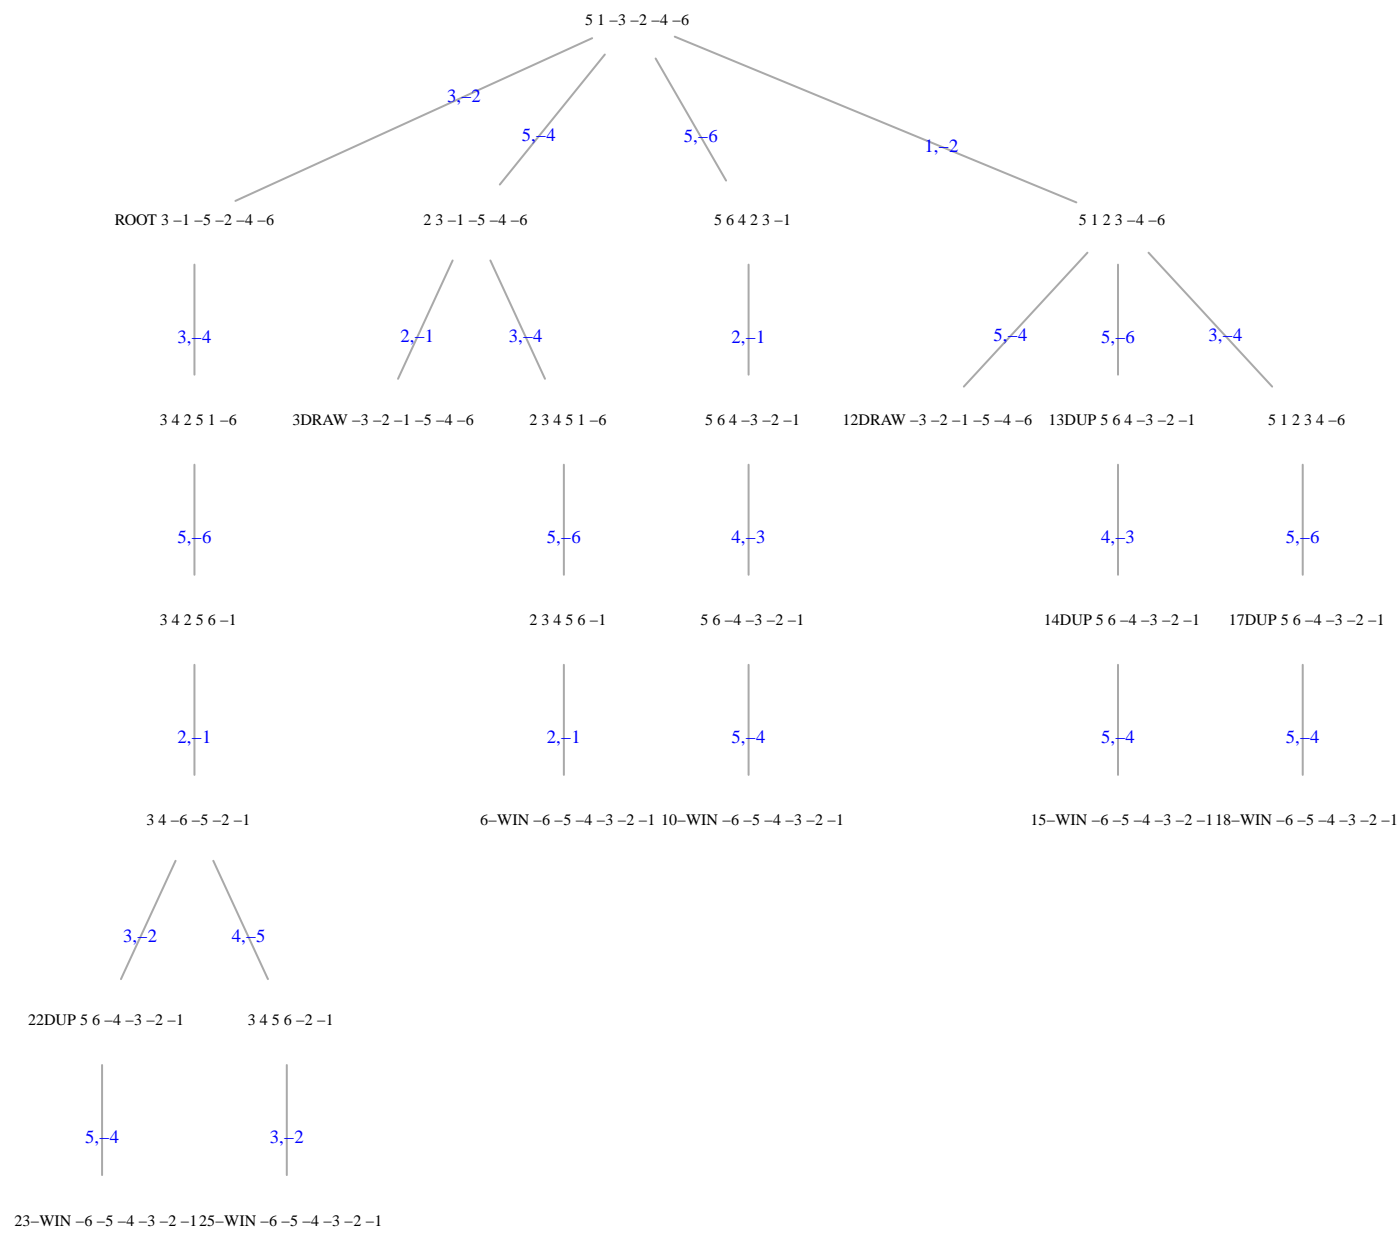 5 1 –3 –2 –4 –6
3,–2
5,–4
5,–6
1,–2
ROOT 3 –1 –5 –2 –4 –6
2 3 –1 –5 –4 –6
5 6 4 2 3 –1
5 1 2 3 –4 –6
3,–4
2,–1
3,–4
2,–1
5,–4
5,–6
3,–4
3 4 2 5 1 –6
3DRAW –3 –2 –1 –5 –4 –6
2 3 4 5 1 –6
5 6 4 –3 –2 –1
12DRAW –3 –2 –1 –5 –4 –6
13DUP 5 6 4 –3 –2 –1
5 1 2 3 4 –6
5,–6
5,–6
4,–3
4,–3
5,–6
3 4 2 5 6 –1
2 3 4 5 6 –1
5 6 –4 –3 –2 –1
14DUP 5 6 –4 –3 –2 –1
17DUP 5 6 –4 –3 –2 –1
2,–1
2,–1
5,–4
5,–4
5,–4
3 4 –6 –5 –2 –1
6–WIN –6 –5 –4 –3 –2 –1
10–WIN –6 –5 –4 –3 –2 –1
15–WIN –6 –5 –4 –3 –2 –1
18–WIN –6 –5 –4 –3 –2 –1
3,–2
4,–5
22DUP 5 6 –4 –3 –2 –1
3 4 5 6 –2 –1
5,–4
3,–2
23–WIN –6 –5 –4 –3 –2 –1
25–WIN –6 –5 –4 –3 –2 –1